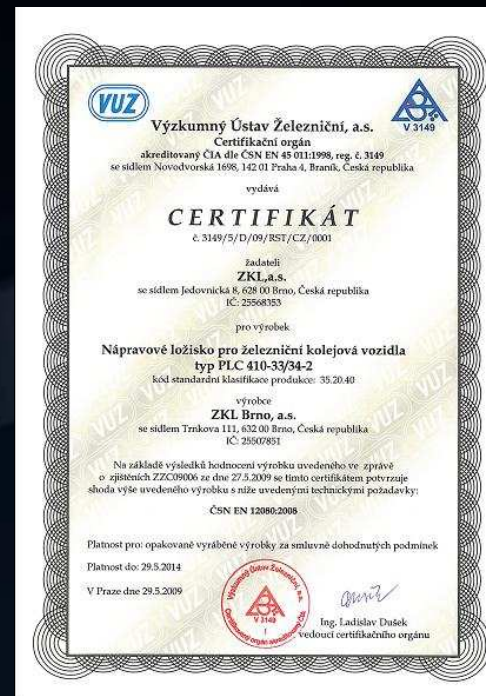 VUZ
V 3149
Výzkumný Ústav Železniční, a.s.
Certifikační orgán
akreditovaný ČIA dle ČSN EN 45 011:1998, reg. č. 3149
se sídlem Novodvorská 1698, 142 01 Praha 4, Braník, Česká republika
vydává
CERTIFIKÁT
č. 3149/5/D/09/RST/CZ/0001
žadateli
ZKL,a.s.
se sídlem Jedovnická 8, 628 00 Brno, Česká republika
IČ: 25568353
pro výrobek
Nápravové ložisko pro železniční kolejová vozidla
typ PLC 410-33/34-2
kód standardní klasifikace produkce: 35.20.40
výrobce
ZKL Brno, a.s.
se sídlem Trnkova 111, 632 00 Brno, Česká republika
IČ: 25507851
Na základě výsledků hodnocení výrobku uvedeného ve zprávě
o zjištěních ZZC09006 ze dne 27.5.2009 se tímto certifikátem potvrzuje
shoda výše uvedeného výrobku s níže uvedenými technickými požadavky:
ČSN EN 12080:2008
Platnost pro: opakovaně vyráběné výrobky za smluvně dohodnutých podmínek
Platnost do: 29.5.2014
V Praze dne 29.5.2009
Výzkumný Ústav Železniční, a.s.
V 3149
Ing. Ladislav Dušek
vedoucí certifikačního orgánu